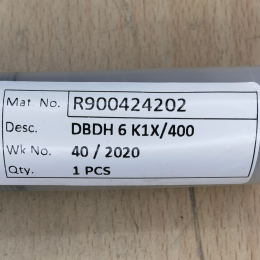 Mat No. R900424202
Desc. DBDH 6 K1X/400
Wk No. 40 / 2020
Qty. 1 PCS